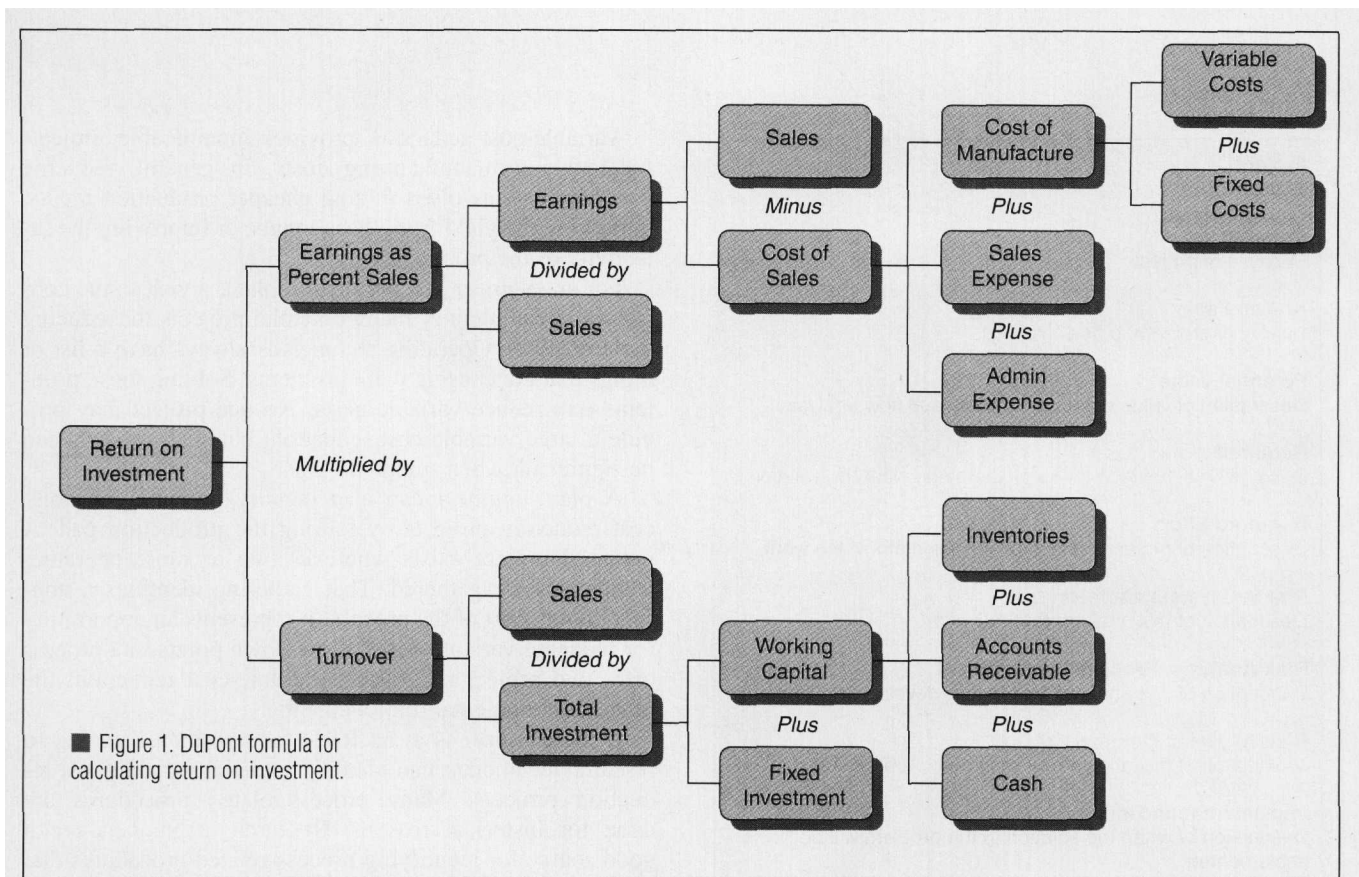 Variable
Costs
Plus
Fixed
Costs
Sales
Minus
Cost of
Sales
Cost of
Manufacture
Plus
Sales
Expense
Plus
Admin
Expense
Earnings
Divided by
Sales
Earnings as
Percent Sales
Return on
Investment
Multiplied by
Turnover
Sales
Divided by
Total
Investment
Working
Capital
Plus
Fixed
Investment
Inventories
Plus
Accounts
Receivable
Plus
Cash
Figure 1. DuPont formula for
calculating return on investment.